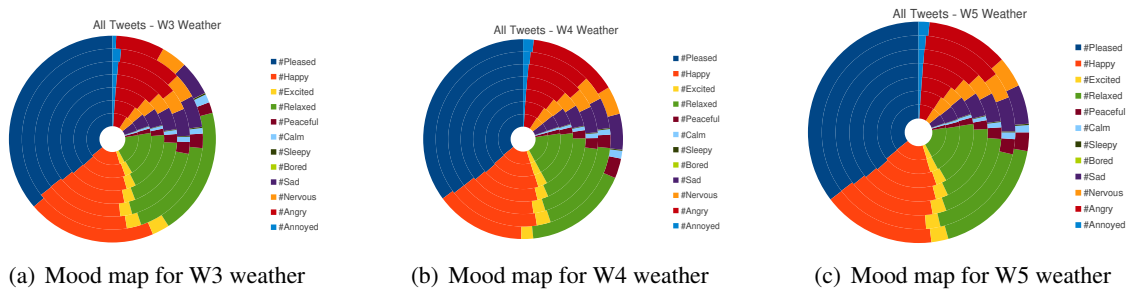 All Tweets - W3 Weather
#Pleased
#Happy
#Excited
#Relaxed
#Peaceful
#Calm
#Sleepy
#Bored
#Sad
#Nervous
#Angry
#Annoyed
(a) Mood map for W3 weather
All Tweets - W4 Weather
#Pleased
#Happy
#Excited
#Relaxed
#Peaceful
#Calm
#Sleepy
#Bored
#Sad
#Nervous
#Angry
#Annoyed
(b) Mood map for W4 weather
All Tweets - W5 Weather
#Pleased
#Happy
#Excited
#Relaxed
#Peaceful
#Calm
#Sleepy
#Bored
#Sad
#Nervous
#Angry
#Annoyed
(c) Mood map for W5 weather